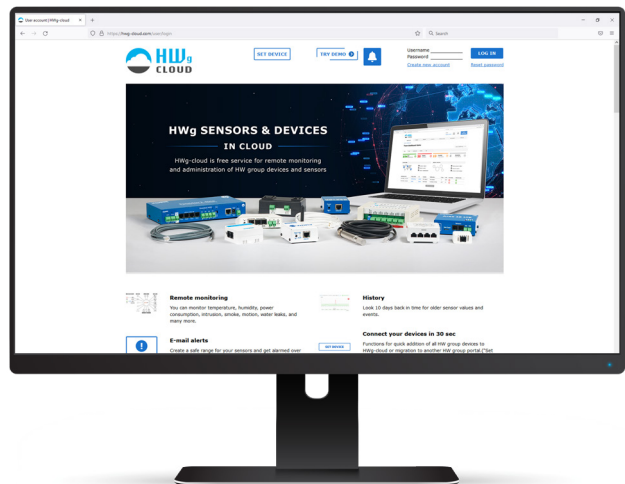 User account | HWg-cloud
https://hwg-cloud.com/user/login
Search
HWg
CLOUD
SET DEVICE
TRY DEMO
Username
Password
LOG IN
Create new account
Reset password
HWg SENSORS & DEVICES
IN CLOUD
HWg-cloud is free service for remote monitoring
and administration of HW group devices and sensors
Remote monitoring
You can monitor temperature, humidity, power
consumption, intrusion, smoke, motion, water leaks, and
many more.
History
Look 10 days back in time for older sensor values and
events.
E-mail alerts
Create a safe range for your sensors and get alarmed over
SET DEVICE
Connect your devices in 30 sec
Functions for quick addition of all HW group devices to
HWg-cloud or migration to another HW group portal.("Set